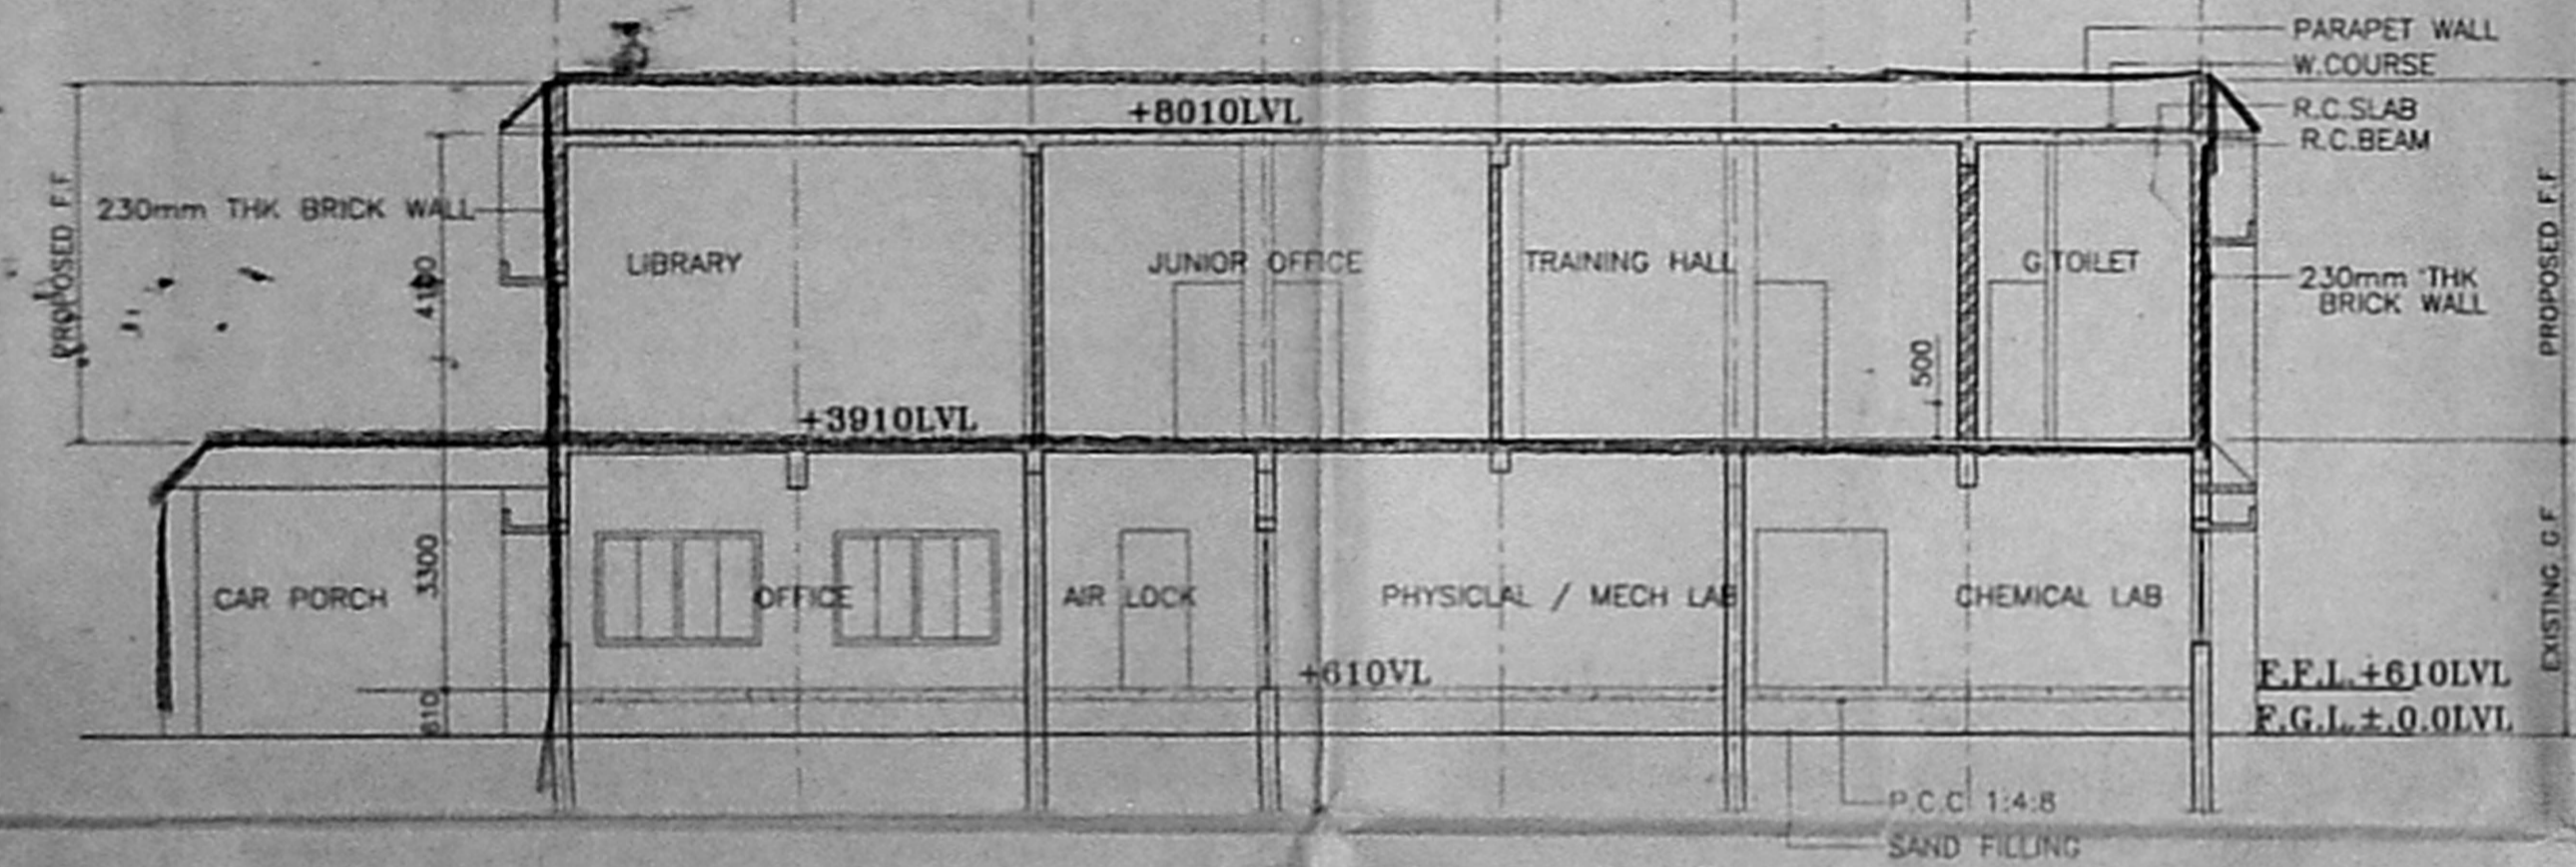 PARAPET WALL
W.COURSE
+8010LVL
R.C.SLAB
R.C.BEAM
PROPOSED F.F
230mm THK BRICK WALL
4100
LIBRARY
JUNIOR OFFICE
TRAINING HALL
G.TOILET
230mm THK
BRICK WALL
PROPOSED F.F
500
+3910LVL
3300
CAR PORCH
OFFICE
AIR LOCK
PHYSICLAL / MECH LAB
CHEMICAL LAB
EXISTING G.F
+610VL
F.F.L.+610LVL
610
F.G.L.±.0.0LVL
P.C.C 1:4:8
SAND FILLING